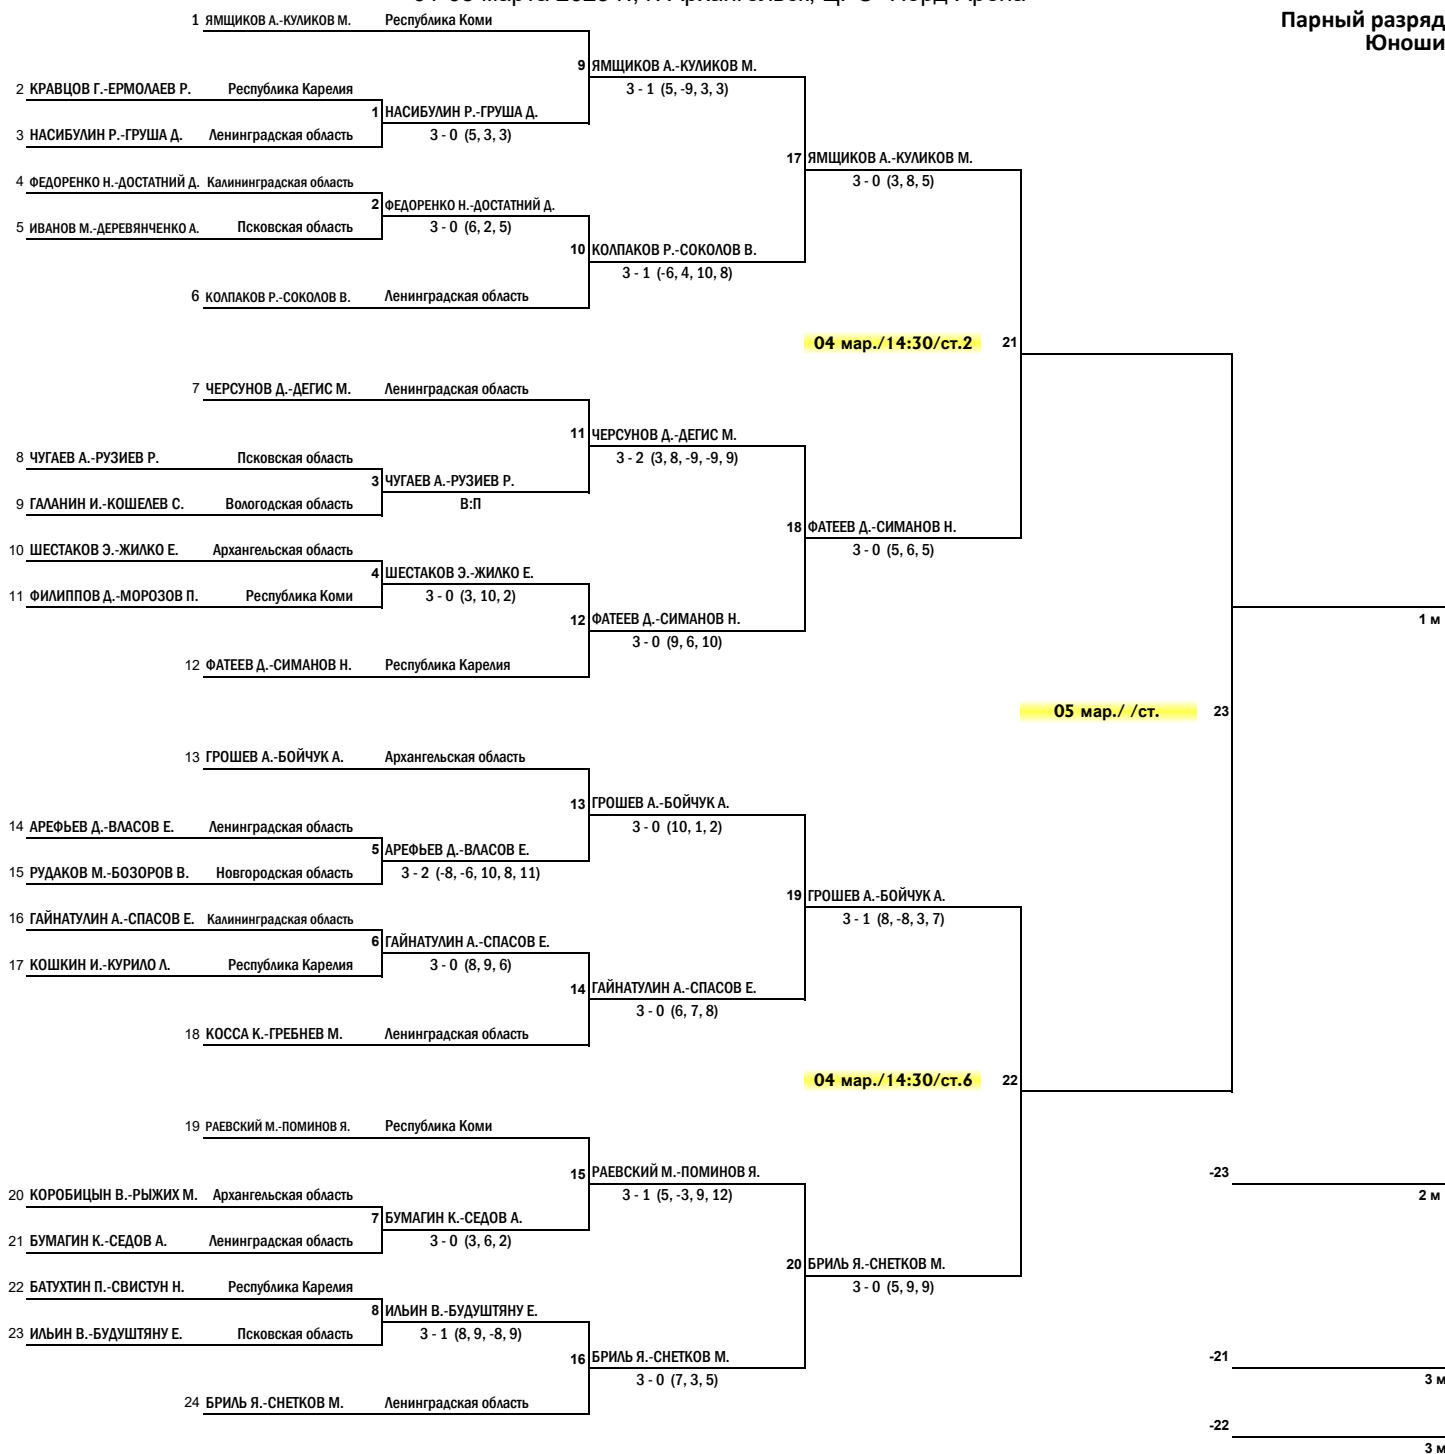 Парный разряд
1 ЯМЩИКОВ А.-КУЛИКОВ М. Республика Коми
Юноши
9 ЯМЩИКОВ А.-КУЛИКОВ М.
2 КРАВЦОВ Г.-ЕРМОЛАЕВ Р. Республика Карелия
3 - 1 (5, -9, 3, 3)
1 НАСИБУЛИН Р.-ГРУША Д.
3 НАСИБУЛИН Р.-ГРУША Д. Ленинградская область
3 - 0 (5, 3, 3)
17 ЯМЩИКОВ А.-КУЛИКОВ М.
4 ФЕДОРЕНКО Н.-ДОСТАТНИЙ Д. Калининградская область
3 - 0 (3, 8, 5)
2 ФЕДОРЕНКО Н.-ДОСТАТНИЙ Д.
5 ИВАНОВ М.-ДЕРЕВЯНЧЕНКО А. Псковская область
3 - 0 (6, 2, 5)
10 КОЛПАКОВ Р.-СОКОЛОВ В.
3 - 1 (-6, 4, 10, 8)
6 КОЛПАКОВ Р.-СОКОЛОВ В. Ленинградская область
04 мар./14:30/ст.2 21
7 ЧЕРСУНОВ Д.-ДЕГИС М. Ленинградская область
11 ЧЕРСУНОВ Д.-ДЕГИС М.
8 ЧУГАЕВ А.-РУЗИЕВ Р. Псковская область
3 - 2 (3, 8, -9, -9, 9)
3 ЧУГАЕВ А.-РУЗИЕВ Р.
9 ГАЛАНИН И.-КОШЕЛЕВ С. Вологодская область
В:П
18 ФАТЕЕВ Д.-СИМАНОВ Н.
10 ШЕСТАКОВ Э.-ЖИЛКО Е. Архангельская область
3 - 0 (5, 6, 5)
4 ШЕСТАКОВ Э.-ЖИЛКО Е.
11 ФИЛИППОВ Д.-МОРОЗОВ П. Республика Коми
3 - 0 (3, 10, 2)
12 ФАТЕЕВ Д.-СИМАНОВ Н.
1 м
3 - 0 (9, 6, 10)
12 ФАТЕЕВ Д.-СИМАНОВ Н. Республика Карелия
05 мар./ /ст. 23
13 ГРОШЕВ А.-БОЙЧУК А. Архангельская область
13 ГРОШЕВ А.-БОЙЧУК А.
14 АРЕФЬЕВ Д.-ВЛАСОВ Е. Ленинградская область
3 - 0 (10, 1, 2)
5 АРЕФЬЕВ Д.-ВЛАСОВ Е.
15 РУДАКОВ М.-БОЗОРОВ В. Новгородская область
3 - 2 (-8, -6, 10, 8, 11)
19 ГРОШЕВ А.-БОЙЧУК А.
16 ГАЙНАТУЛИН А.-СПАСОВ Е. Калининградская область
3 - 1 (8, -8, 3, 7)
6 ГАЙНАТУЛИН А.-СПАСОВ Е.
17 КОШКИН И.-КУРИЛО Л. Республика Карелия
3 - 0 (8, 9, 6)
14 ГАЙНАТУЛИН А.-СПАСОВ Е.
3 - 0 (6, 7, 8)
18 КОССА К.-ГРЕБНЕВ М. Ленинградская область
04 мар./14:30/ст.6 22
19 РАЕВСКИЙ М.-ПОМИНОВ Я. Республика Коми
15 РАЕВСКИЙ М.-ПОМИНОВ Я.
-23
20 КОРОБИЦЫН В.-РЫЖИХ М. Архангельская область
3 - 1 (5, -3, 9, 12)
2 м
7 БУМАГИН К.-СЕДОВ А.
21 БУМАГИН К.-СЕДОВ А. Ленинградская область
3 - 0 (3, 6, 2)
20 БРИЛЬ Я.-СНЕТКОВ М.
22 БАТУХТИН П.-СВИСТУН Н. Республика Карелия
3 - 0 (5, 9, 9)
8 ИЛЬИН В.-БУДУШТЯНУ Е.
23 ИЛЬИН В.-БУДУШТЯНУ Е. Псковская область
3 - 1 (8, 9, -8, 9)
16 БРИЛЬ Я.-СНЕТКОВ М.
-21
3 - 0 (7, 3, 5)
3 м
24 БРИЛЬ Я.-СНЕТКОВ М. Ленинградская область
-22
3 м